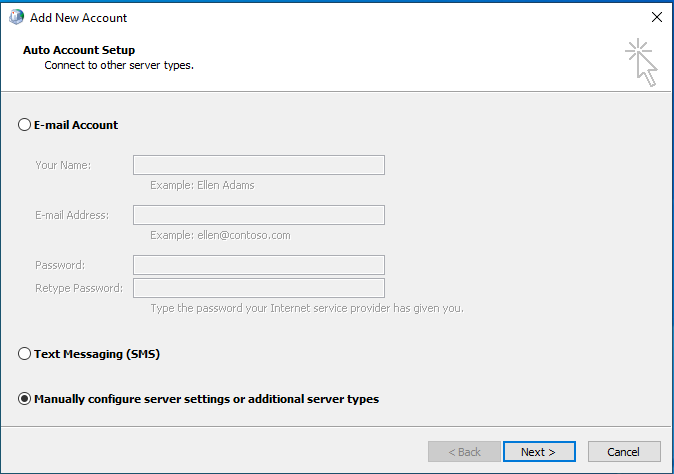 Add New Account
Auto Account Setup
Connect to other server types.
E-mail Account
Your Name:
Example: Ellen Adams
E-mail Address:
Example: ellen@contoso.com
Password:
Retype Password:
Type the password your Internet service provider has given you.
Text Messaging (SMS)
Manually configure server settings or additional server types
< Back Next > Cancel